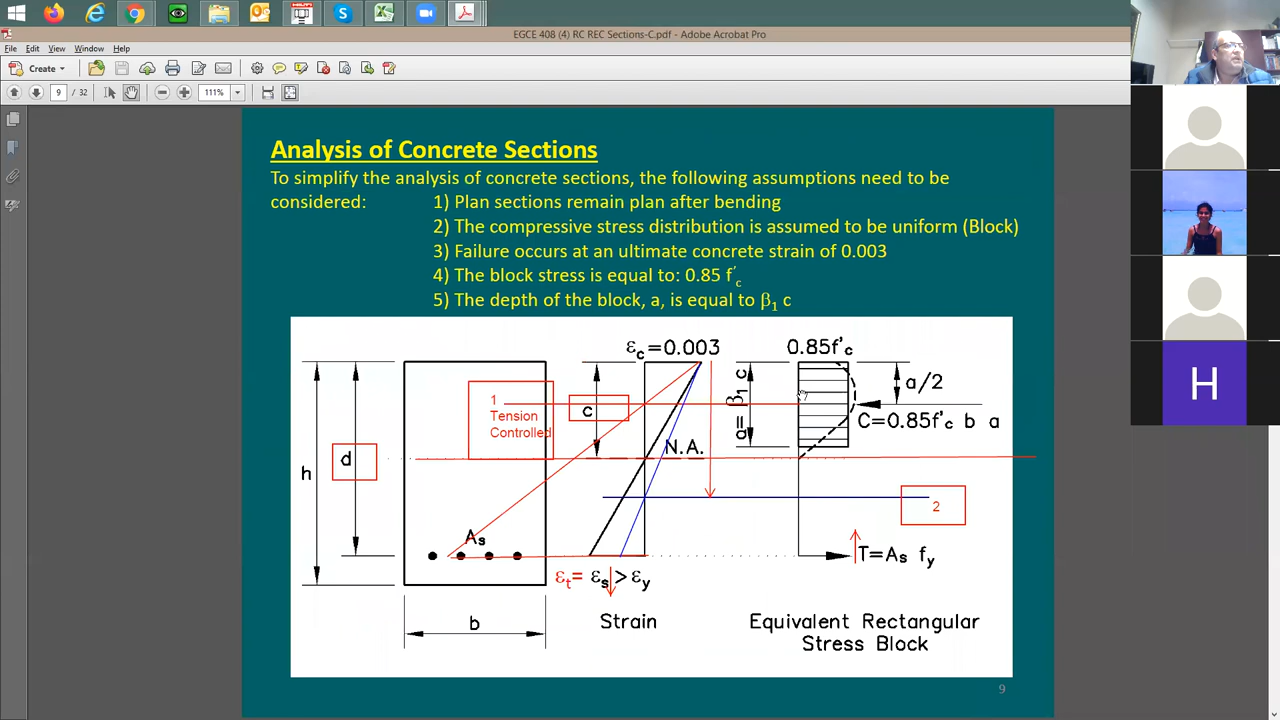 EGCE 408 (4) RC REC Sections-C.pdf - Adobe Acrobat Pro
File Edit View Window Help
Create
9 / 32 111%
Analysis of Concrete Sections
To simplify the analysis of concrete sections, the following assumptions need to be
considered: 1) Plan sections remain plan after bending
2) The compressive stress distribution is assumed to be uniform (Block)
3) Failure occurs at an ultimate concrete strain of 0.003
4) The block stress is equal to: 0.85 f'c
5) The depth of the block, a, is equal to β1 c
εc=0.003
0.85f'c
a/2
1
Tension
Controlled
c
a= β1 c
C=0.85f'c b a
N.A.
d
h
2
As
T=As fy
εt= εs>εy
b
Strain
Equivalent Rectangular
Stress Block
9
H